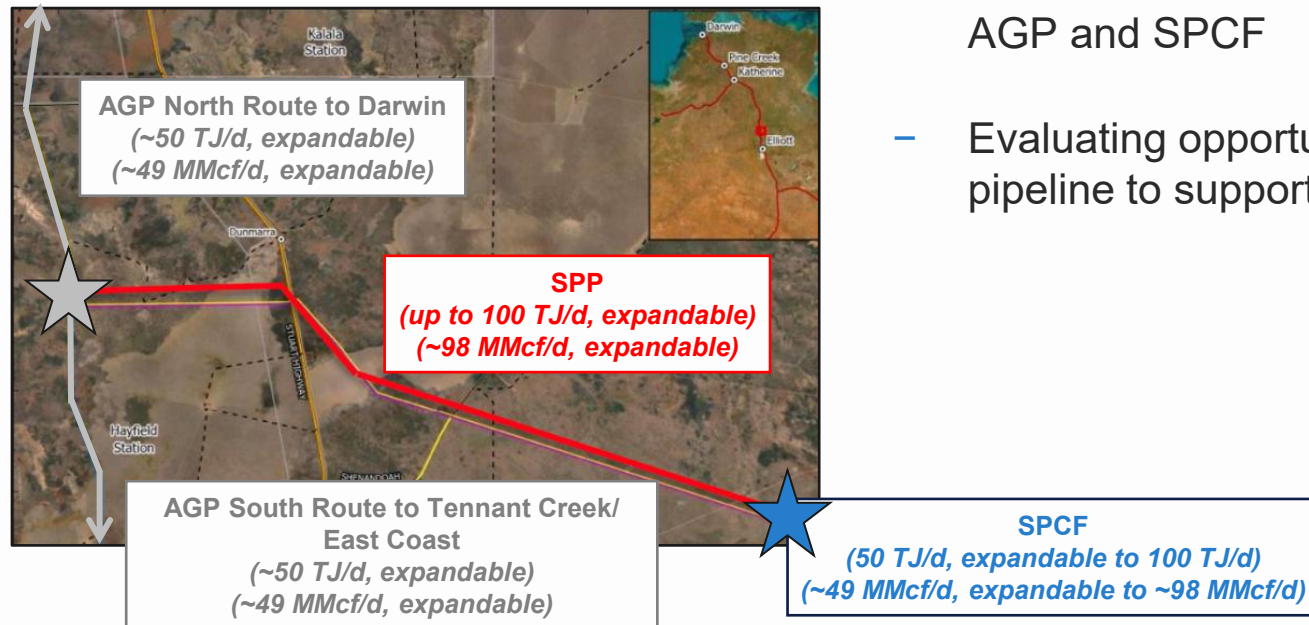 Kalala
Station
AGP North Route to Darwin
(~50 TJ/d, expandable)
(~49 MMcf/d, expandable)
Darwin
Pine Creek
Katherine
Elliott
AGP and SPCF
– Evaluating opportu
pipeline to support
Dunmarra
SPP
(up to 100 TJ/d, expandable)
(~98 MMcf/d, expandable)
STUART HIGHWAY
Hayfield
Station
SHENANDOAH
AGP South Route to Tennant Creek/
East Coast
(~50 TJ/d, expandable)
(~49 MMcf/d, expandable)
SPCF
(50 TJ/d, expandable to 100 TJ/d)
(~49 MMcf/d, expandable to ~98 MMcf/d)